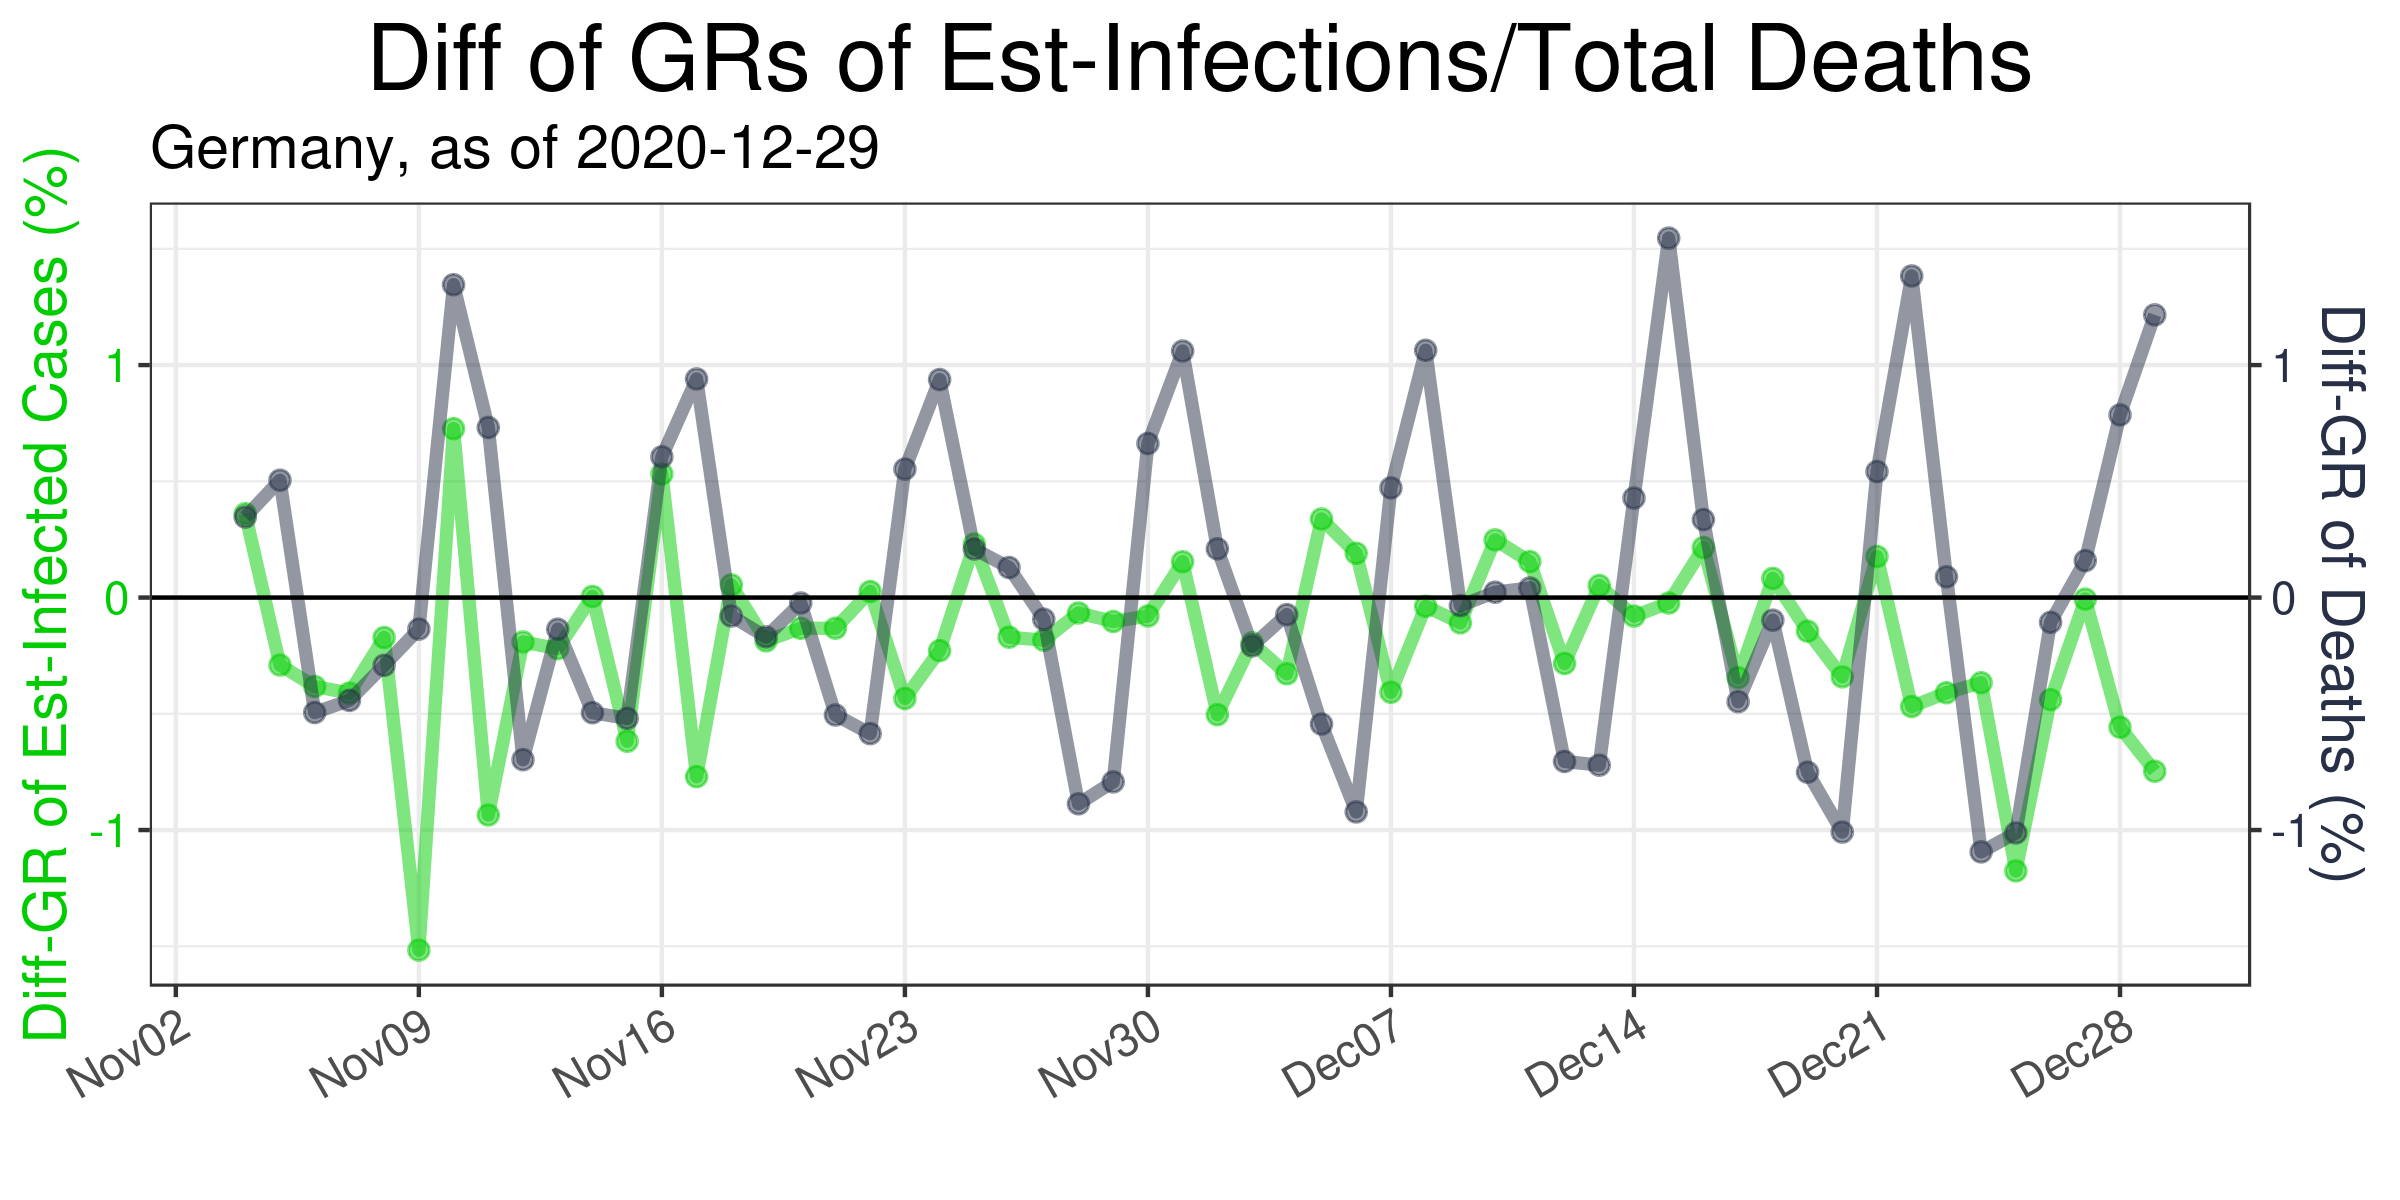 Diff of GRs of Est-Infections/Total Deaths
Germany, as of 2020-12-29
Diff-GR of Est-Infected Cases (%)
1
0
-1
1
0
-1
Diff-GR of Deaths (%)
Nov02
Nov09
Nov16
Nov23
Nov30
Dec07
Dec14
Dec21
Dec28